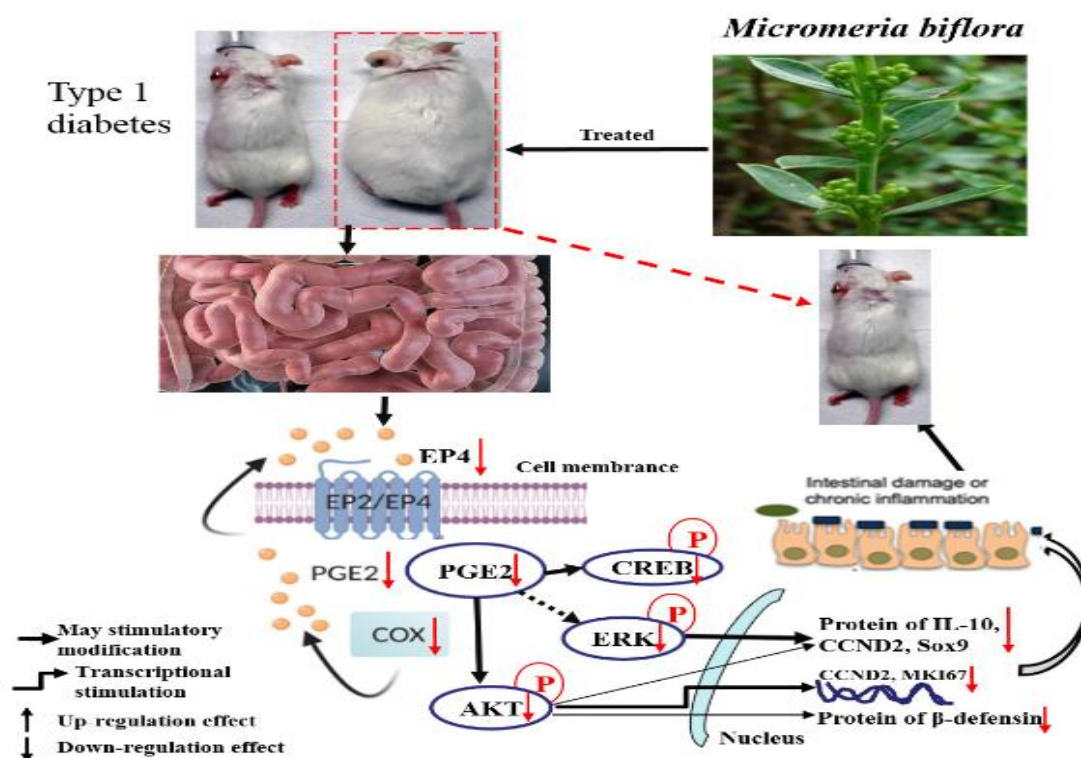 Micromeria biflora
Type 1
diabetes
Treated
EP4
Cell membrance
EP2/EP4
Intestinal damage or
chronic inflammation
PGE2
PGE2
P
CREB
COX
P
ERK
P
AKT
Protein of IL-10,
CCND2, Sox9
CCND2, MKI67
Protein of β-defensin
Nucleus
May stimulatory
modification
Transcriptional
stimulation
Up-regulation effect
Down-regulation effect